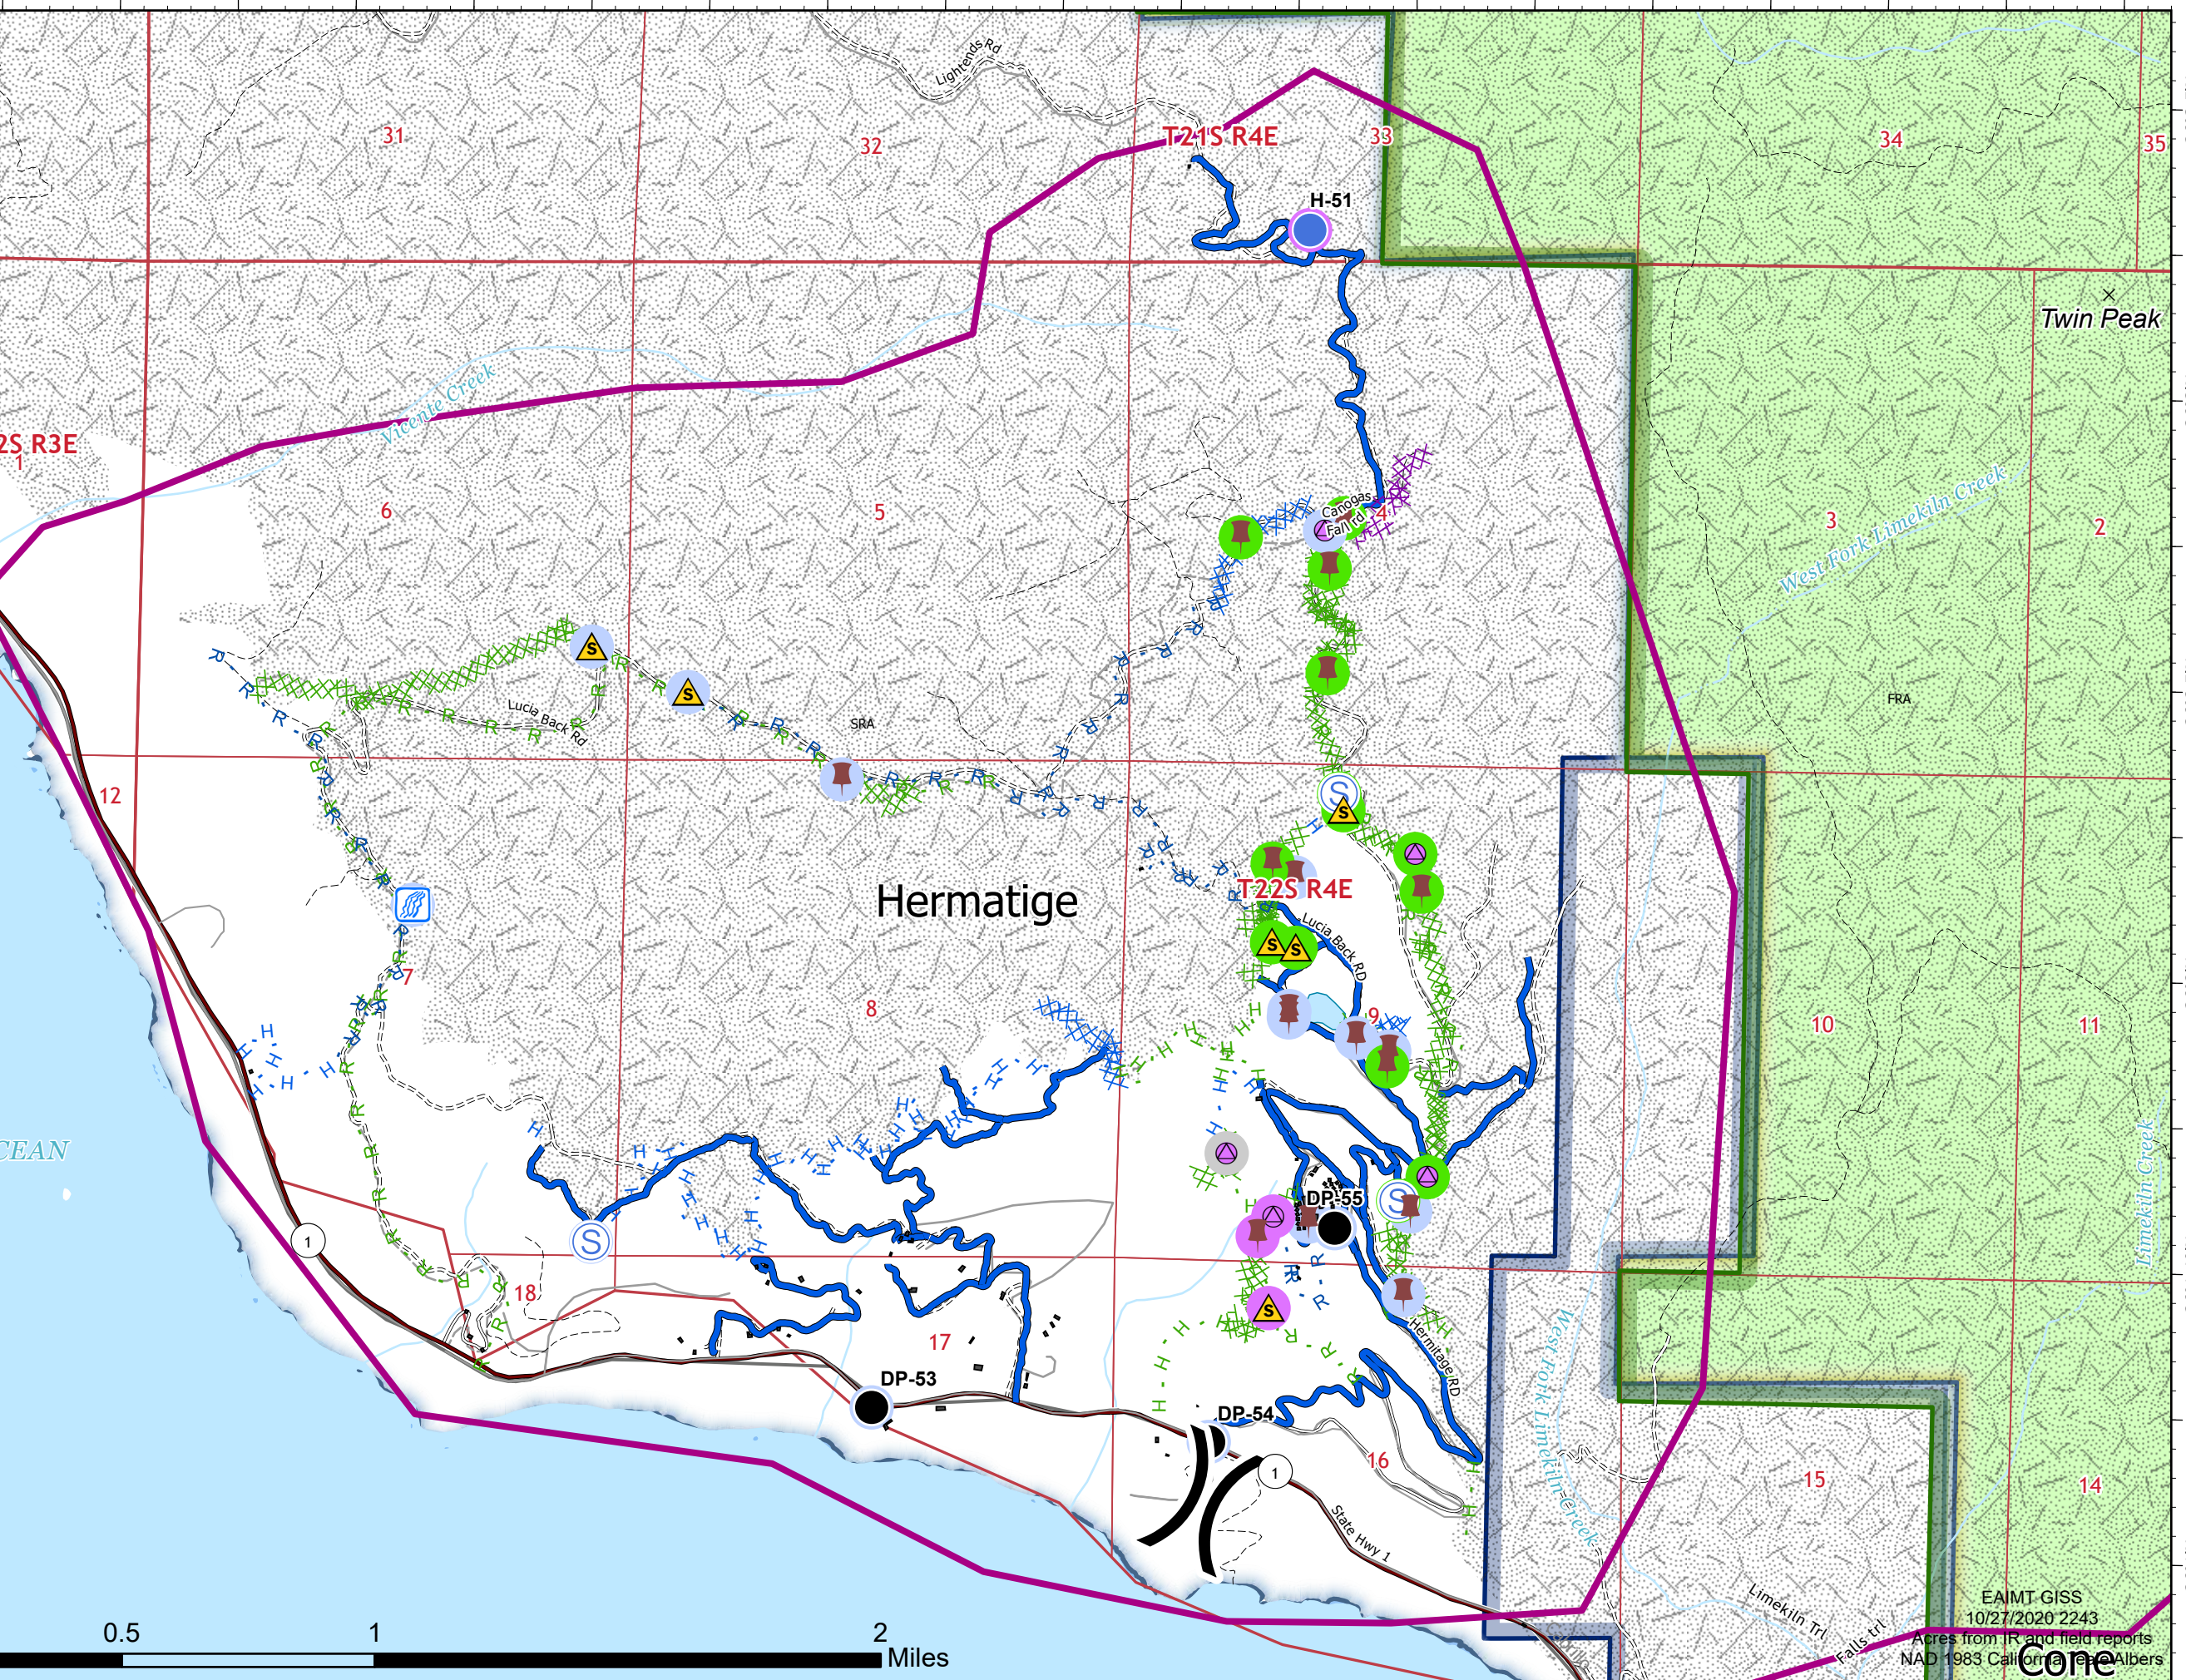 Lightends Rd
31
32
T21S R4E
33
34
35
H-51
Twin Peak
Vicente Creek
2S R3E
1
6
5
Canogas
Fall rd
4
3
2
West Fork Limekiln Creek
Lucia Back Rd
SRA
FRA
12
S
S
S
S
Hermatige
T22S R4E
Lucia Back RD
S
S
7
8
9
10
11
CEAN
DP-55
S
S
1
18
17
S
Hermitage RD
West Fork Limekiln Creek
Limekiln Creek
DP-53
DP-54
16
1
15
14
State Hwy 1
Limekiln Trl
Falls trl
EAIMT GISS
10/27/2020 2243
Acres from IR and field reports
NAD 1983 California Teale Albers
Cone
0.5
1
2
Miles